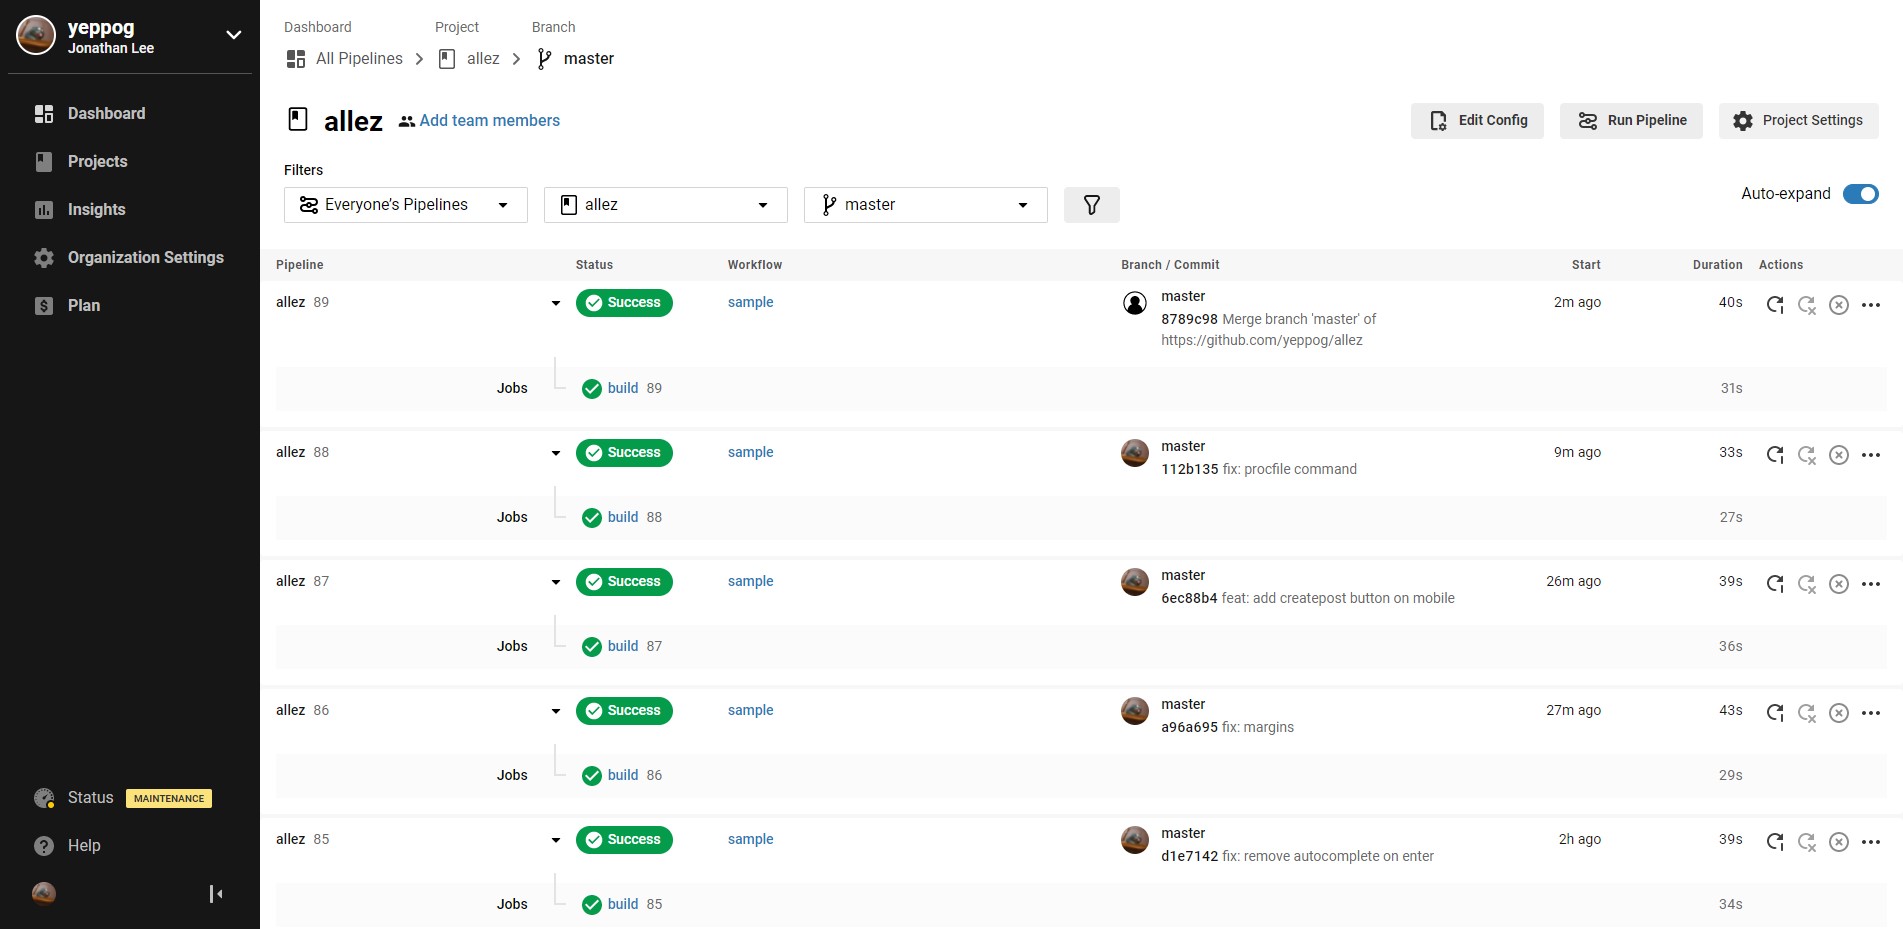 yeppog
Jonathan Lee
Dashboard
Projects
Insights
Organization Settings
Plan
Status MAINTENANCE
Help
Dashboard Project Branch
All Pipelines allez master
allez Add team members
Edit Config Run Pipeline Project Settings
Filters
Everyone’s Pipelines allez master
Auto-expand
Pipeline Status Workflow Branch / Commit Start Duration Actions
allez 89 Success sample master 2m ago 40s
8789c98 Merge branch 'master' of
https://github.com/yeppog/allez
Jobs build 89 31s
allez 88 Success sample master 9m ago 33s
112b135 fix: procfile command
Jobs build 88 27s
allez 87 Success sample master 26m ago 39s
6ec88b4 feat: add createpost button on mobile
Jobs build 87 36s
allez 86 Success sample master 27m ago 43s
a96a695 fix: margins
Jobs build 86 29s
allez 85 Success sample master 2h ago 39s
d1e7142 fix: remove autocomplete on enter
Jobs build 85 34s